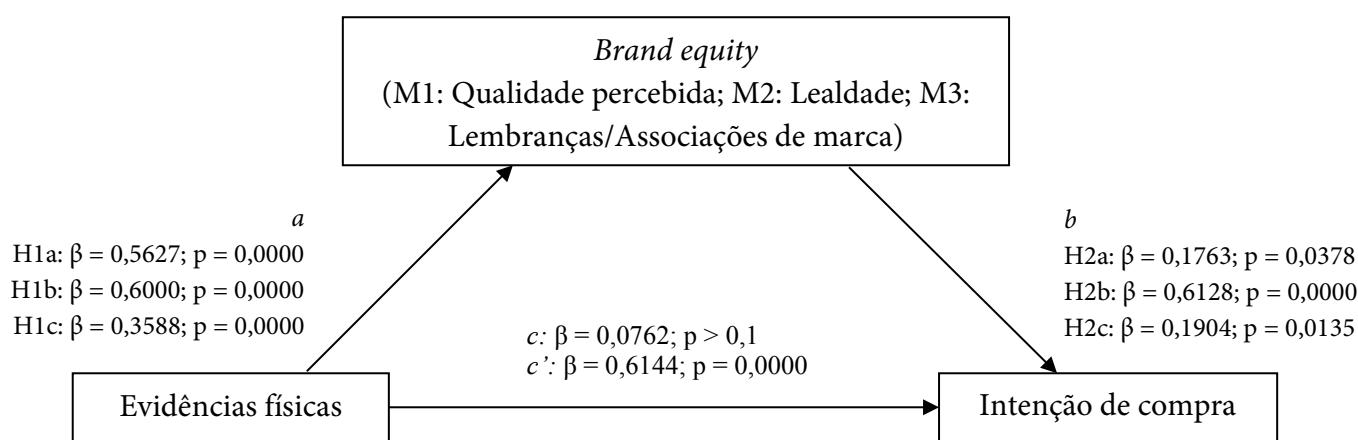 Brand equity
(M1: Qualidade percebida; M2: Lealdade; M3:
Lembranças/Associações de marca)
a
H1a: β = 0,5627; p = 0,0000
H1b: β = 0,6000; p = 0,0000
H1c: β = 0,3588; p = 0,0000
b
H2a: β = 0,1763; p = 0,0378
H2b: β = 0,6128; p = 0,0000
H2c: β = 0,1904; p = 0,0135
c: β = 0,0762; p > 0,1
c’: β = 0,6144; p = 0,0000
Evidências físicas
Intenção de compra